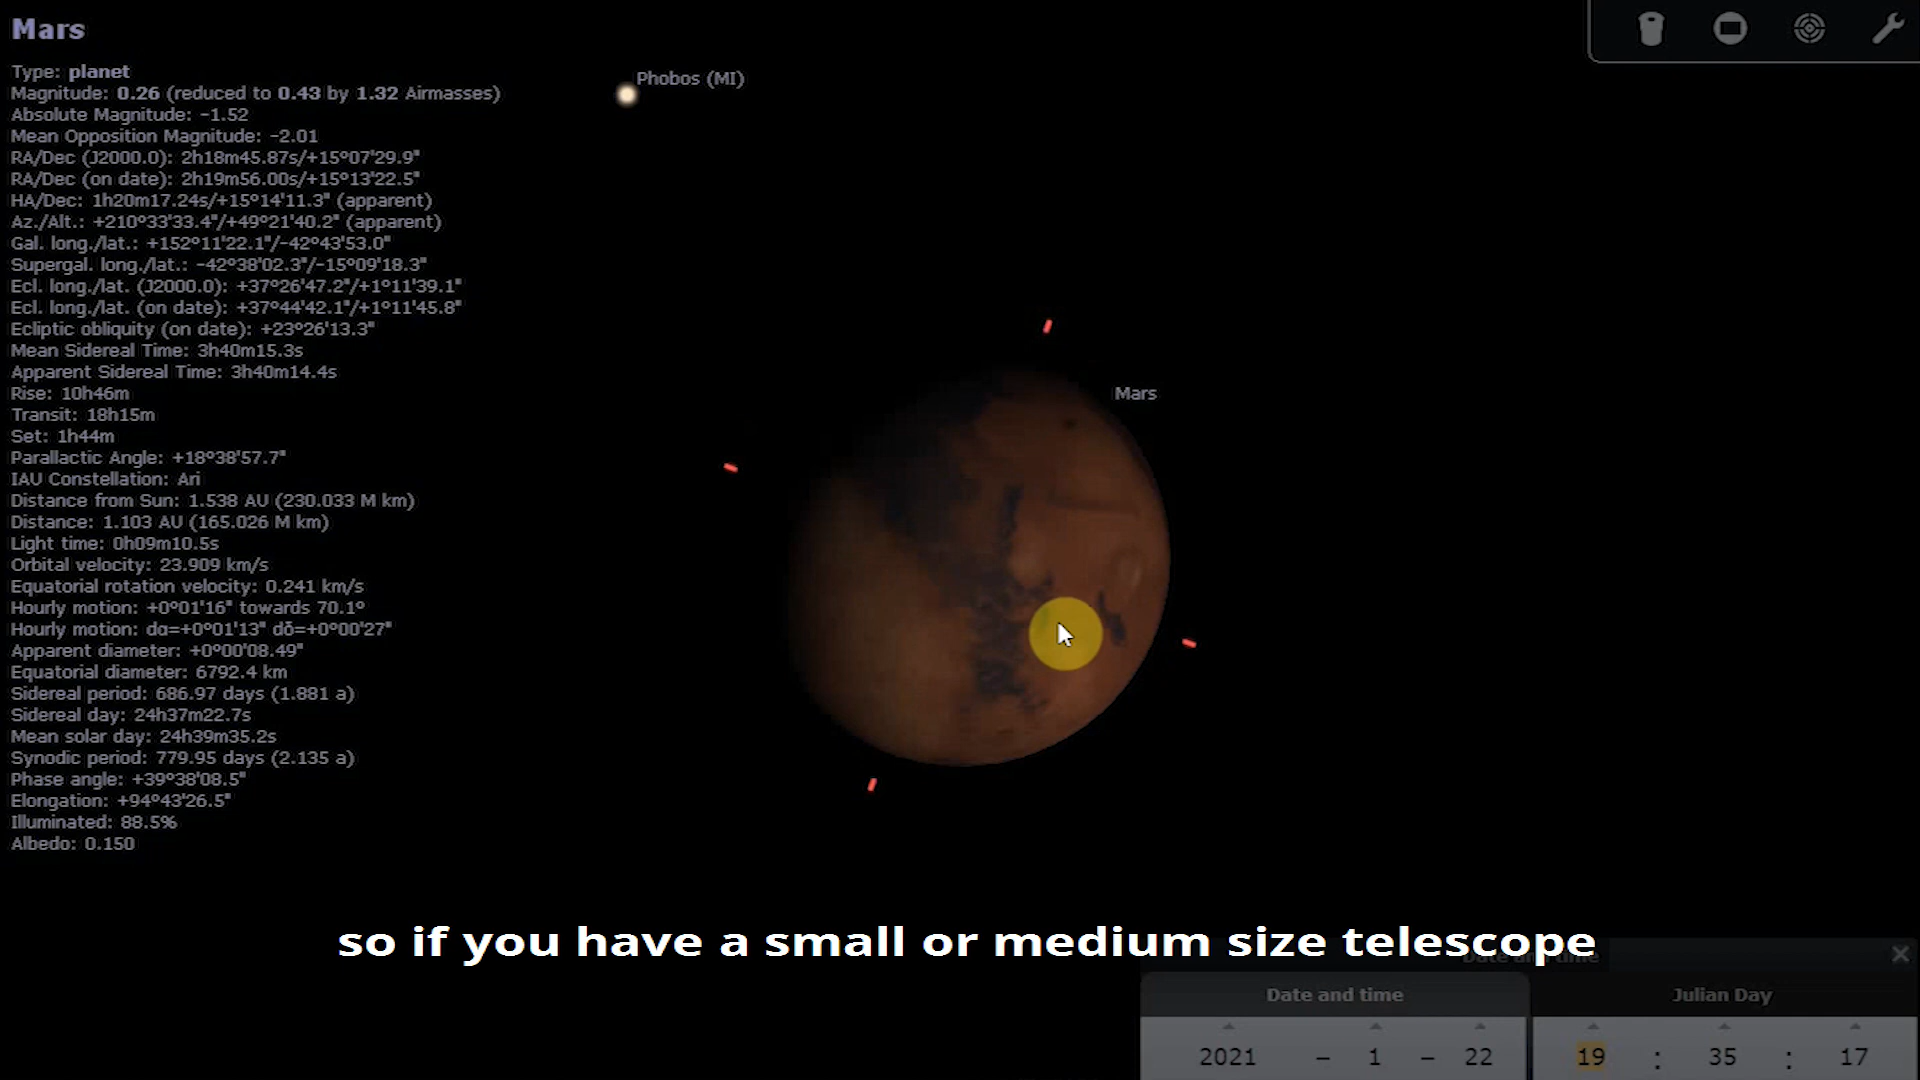 Mars
Type: planet
Magnitude: 0.26 (reduced to 0.43 by 1.32 Airmasses)
Absolute Magnitude: −1.52
Mean Opposition Magnitude: -2.01
RA/Dec (J2000.0): 2h18m45.87s/+15°07'29.9"
RA/Dec (on date): 2h19m56.00s/+15°13'22.5"
HA/Dec: 1h20m17.24s/+15°14'11.3" (apparent)
Az./Alt.: +210°33'33.4"/+49°21'40.2" (apparent)
Gal. long./lat.: +152°11'22.1"/-42°43'53.0"
Supergal. long./lat.: -42°38'02.3"/-15°09'18.3"
Ecl. long./lat. (J2000.0): +37°26'47.2"/+1°11'39.1"
Ecl. long./lat. (on date): +37°44'42.1"/+1°11'45.8"
Ecliptic obliquity (on date): +23°26'13.3"
Mean Sidereal Time: 3h40m15.3s
Apparent Sidereal Time: 3h40m14.4s
Rise: 10h46m
Transit: 18h15m
Set: 1h44m
Parallactic Angle: +18°38'57.7"
IAU Constellation: Ari
Distance from Sun: 1.538 AU (230.033 M km)
Distance: 1.103 AU (165.026 M km)
Light time: 0h09m10.5s
Orbital velocity: 23.909 km/s
Equatorial rotation velocity: 0.241 km/s
Hourly motion: +0°01'16" towards 70.1°
Hourly motion: dα=+0°01'13" dδ=+0°00'27"
Apparent diameter: +0°00'08.49"
Equatorial diameter: 6792.4 km
Sidereal period: 686.97 days (1.881 a)
Sidereal day: 24h37m22.7s
Mean solar day: 24h39m35.2s
Synodic period: 779.95 days (2.135 a)
Phase angle: +39°38'08.5"
Elongation: +94°43'26.5"
Illuminated: 88.5%
Albedo: 0.150
Phobos (MI)
Mars
so if you have a small or medium size telescope
Date and time
Date and time Julian Day
2021 – 1 – 22 19 : 35 : 17